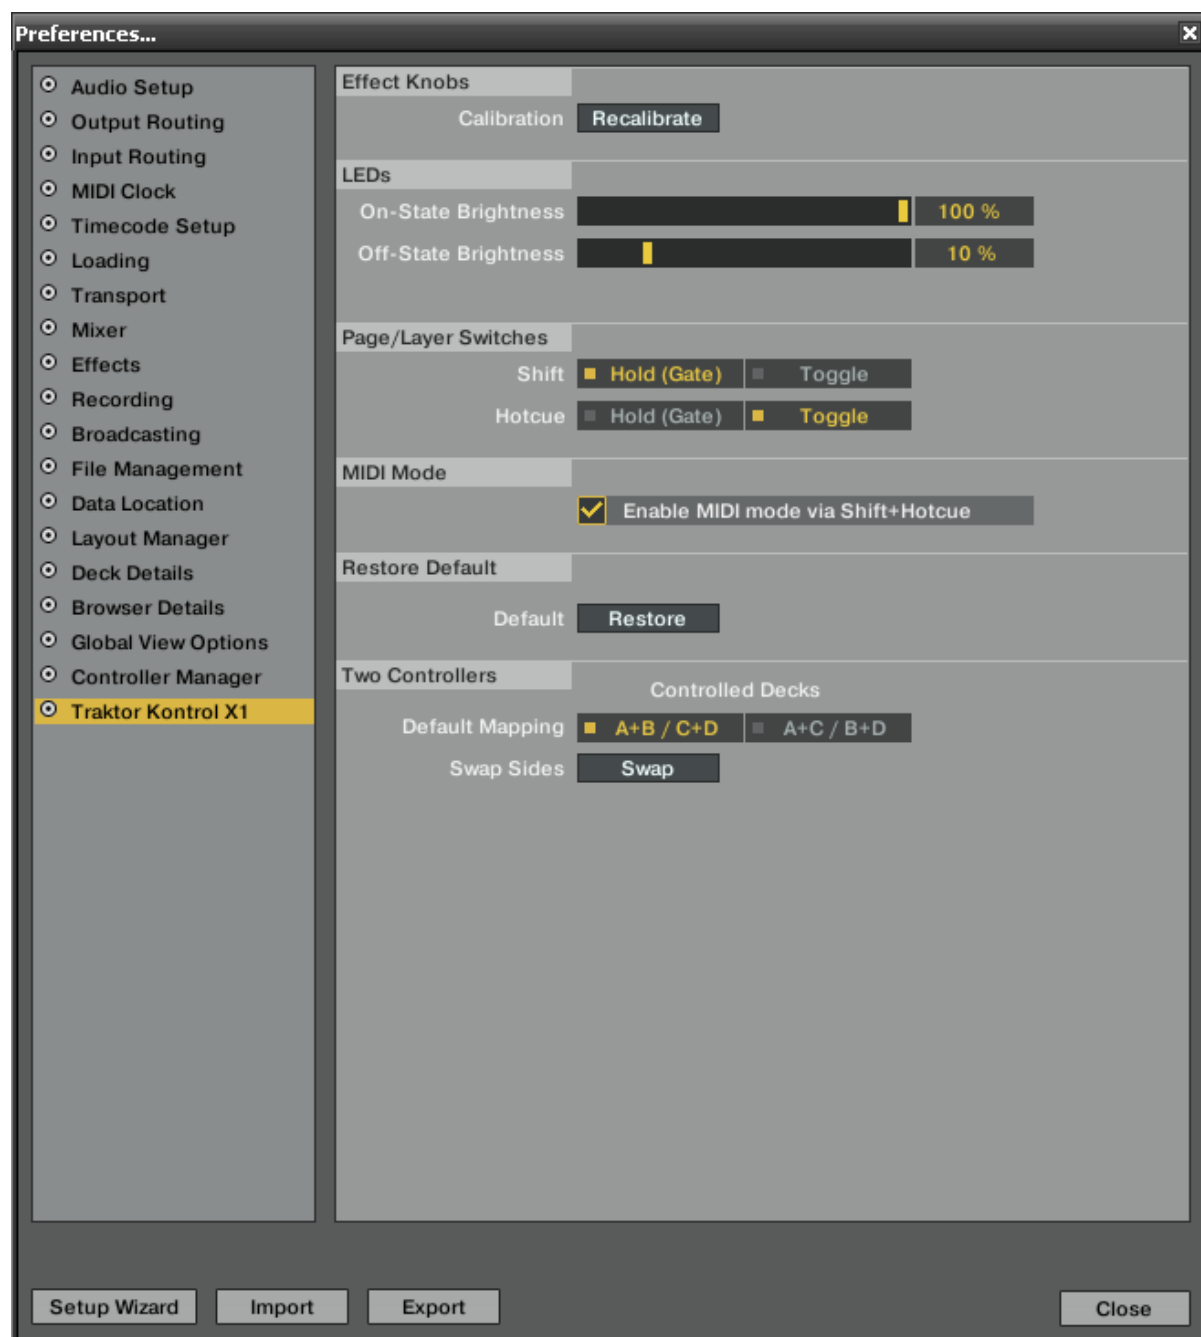 Preferences...
Audio Setup
Output Routing
Input Routing
MIDI Clock
Timecode Setup
Loading
Transport
Mixer
Effects
Recording
Broadcasting
File Management
Data Location
Layout Manager
Deck Details
Browser Details
Global View Options
Controller Manager
Traktor Kontrol X1
Effect Knobs
Calibration Recalibrate
LEDs
On-State Brightness 100 %
Off-State Brightness 10 %
Page/Layer Switches
Shift Hold (Gate) Toggle
Hotcue Hold (Gate) Toggle
MIDI Mode
Enable MIDI mode via Shift+Hotcue
Restore Default
Default Restore
Two Controllers
Controlled Decks
Default Mapping A+B / C+D A+C / B+D
Swap Sides Swap
Setup Wizard Import Export Close